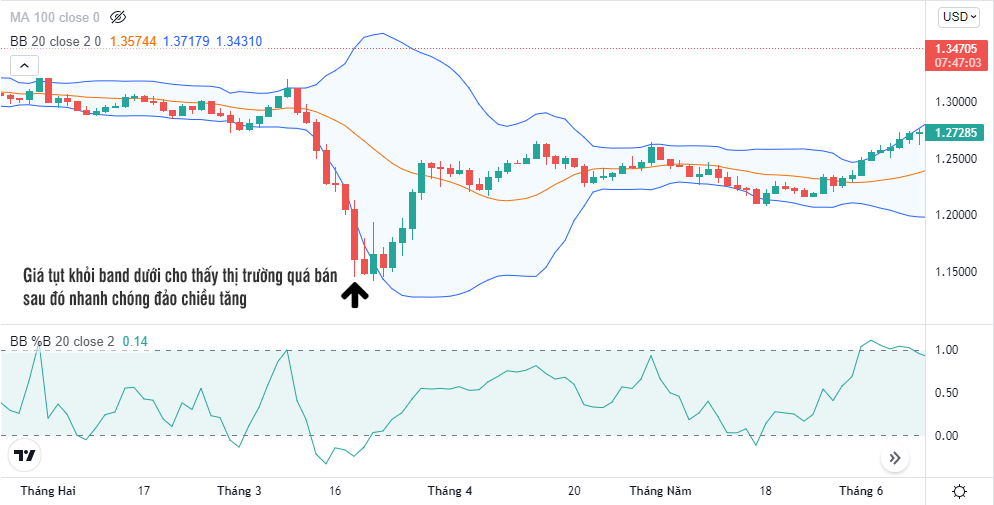 MA 100 close 0
USD
BB 20 close 2 0 1.35744 1.37179 1.34310
1.34705
07:47:03
1.30000
1.27285
1.25000
1.20000
1.15000
Giá tụt khỏi band dưới cho thấy thị trường quá bán
sau đó nhanh chóng đảo chiều tăng
BB %B 20 close 2 0.14
1.00
0.50
0.00
Tháng Hai 17 Tháng 3 16 Tháng 4 20 Tháng Năm 18 Tháng 6